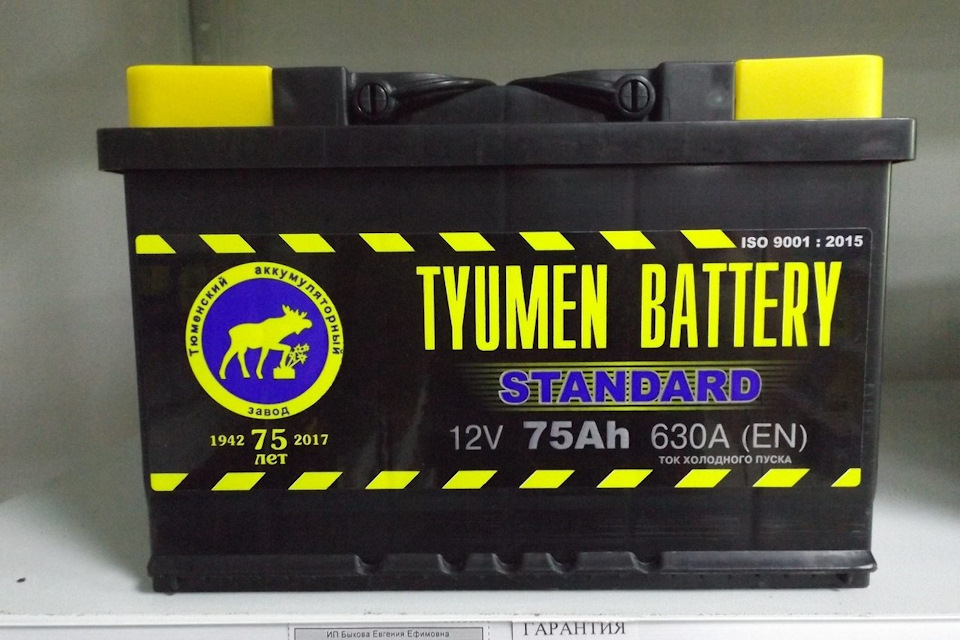 ISO 9001 : 2015
Тюменский аккумуляторный
завод
1942 75 2017
лет
TYUMEN BATTERY
STANDARD
12V 75Ah 630A (EN)
ТОК ХОЛОДНОГО ПУСКА
ИП Быкова Евгения Ефимовна
ГАРАНТИЯ